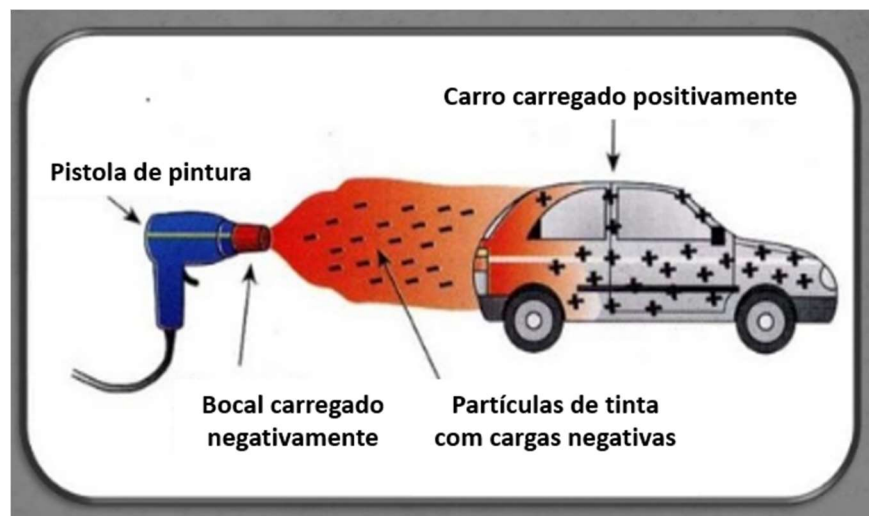 Carro carregado positivamente
Pistola de pintura
Bocal carregado
negativamente
Partículas de tinta
com cargas negativas